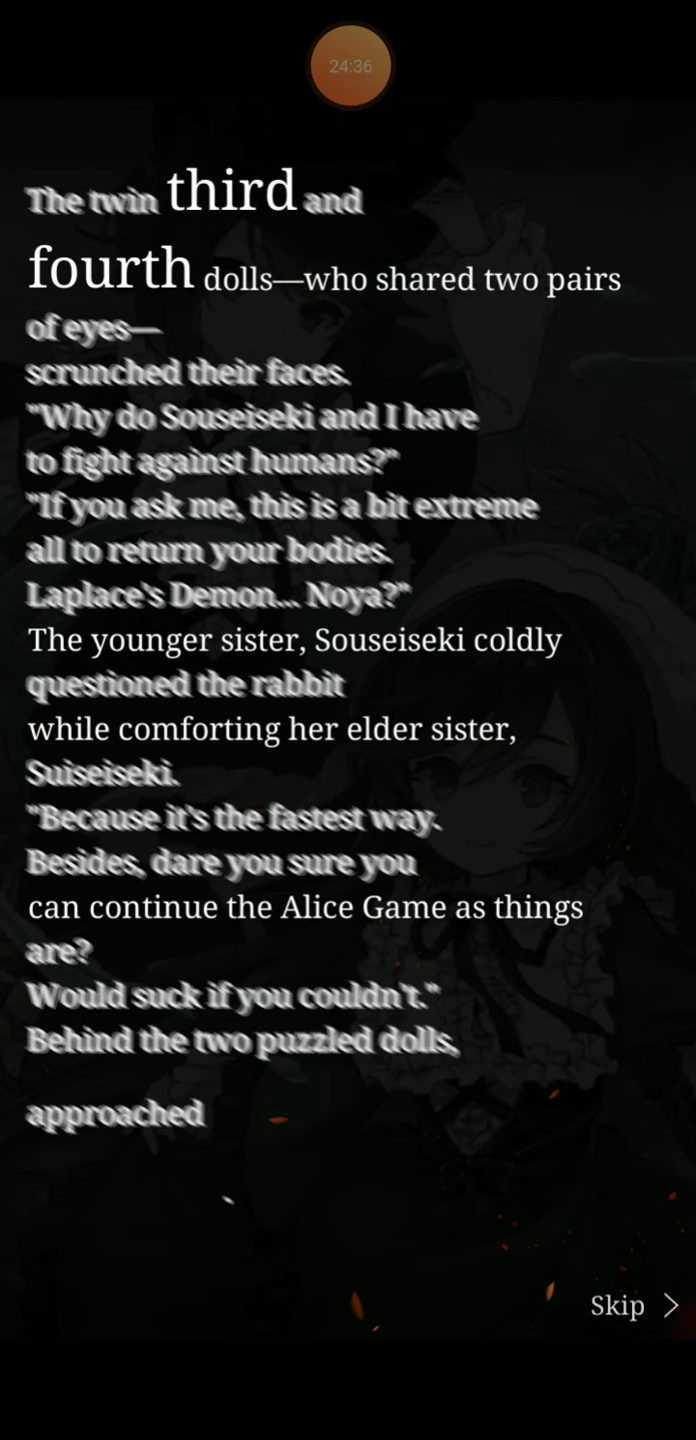 24:36
The twin third and
fourth dolls—who shared two pairs
of eyes—
scrunched their faces.
"Why do Souseiseki and I have
to fight against humans?"
"If you ask me, this is a bit extreme
all to return your bodies.
Laplace's Demon... Noya?"
The younger sister, Souseiseki coldly
questioned the rabbit
while comforting her elder sister,
Suiseiseki.
"Because it's the fastest way.
Besides, dare you sure you
can continue the Alice Game as things
are?
Would suck if you couldn't."
Behind the two puzzled dolls,
approached
Skip